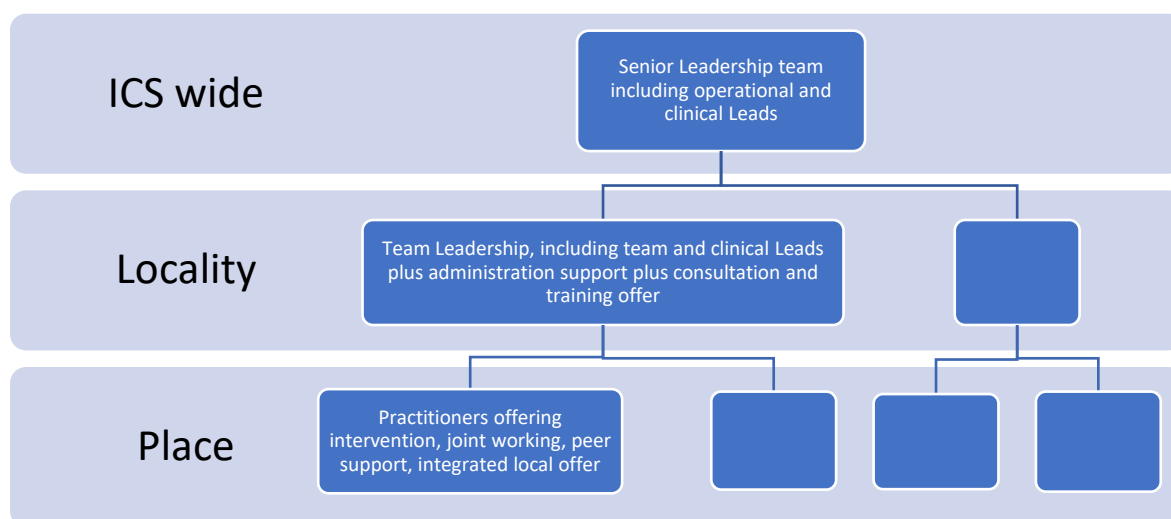 ICS wide
Senior Leadership team
including operational and
clinical Leads
Locality
Team Leadership, including team and clinical Leads
plus administration support plus consultation and
training offer
Place
Practitioners offering
intervention, joint working, peer
support, integrated local offer